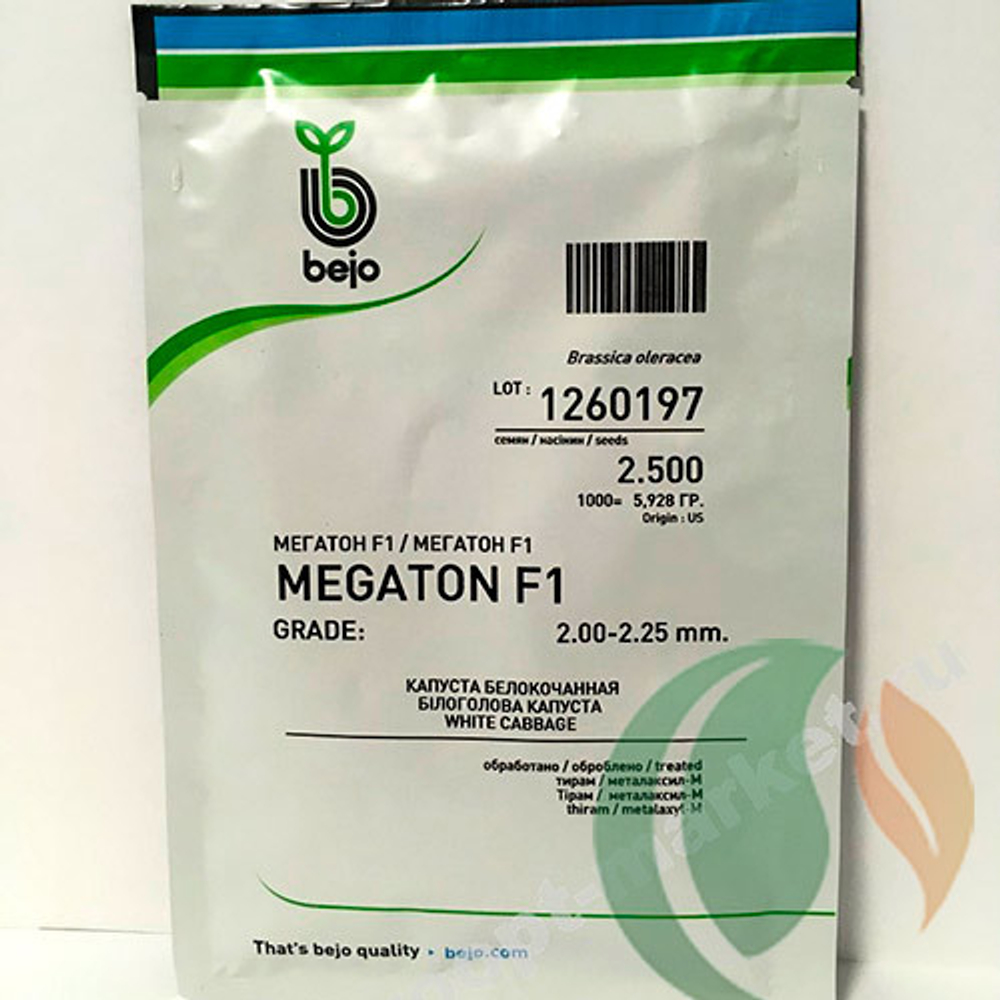 bejo
Brassica oleracea
LOT : 1260197
семян / насінин / seeds
2.500
1000= 5,928 ГР.
Origin : US
МЕГАТОН F1 / МЕГАТОН F1
MEGATON F1
GRADE: 2.00-2.25 mm.
КАПУСТА БЕЛОКОЧАННАЯ
БІЛОГОЛОВА КАПУСТА
WHITE CABBAGE
обработано / оброблено / treated
тирам / металаксил-М
Тірам / металаксил-М
thiram / metalaxyl-M
That's bejo quality • bejo.com